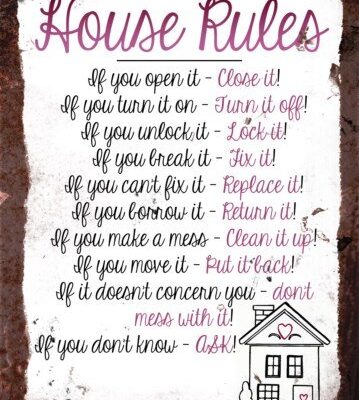 House Rules
If you open it - Close it!
If you turn it on - Turn it off!
If you unlock it - Lock it!
If you break it - Fix it!
If you cant fix it - Replace it!
If you borrow it - Return it!
If you make a mess - Clean it up!
If you move it - Put it back!
If it doesn't concern you - don't
mess with it!
If you don't know - ASK!